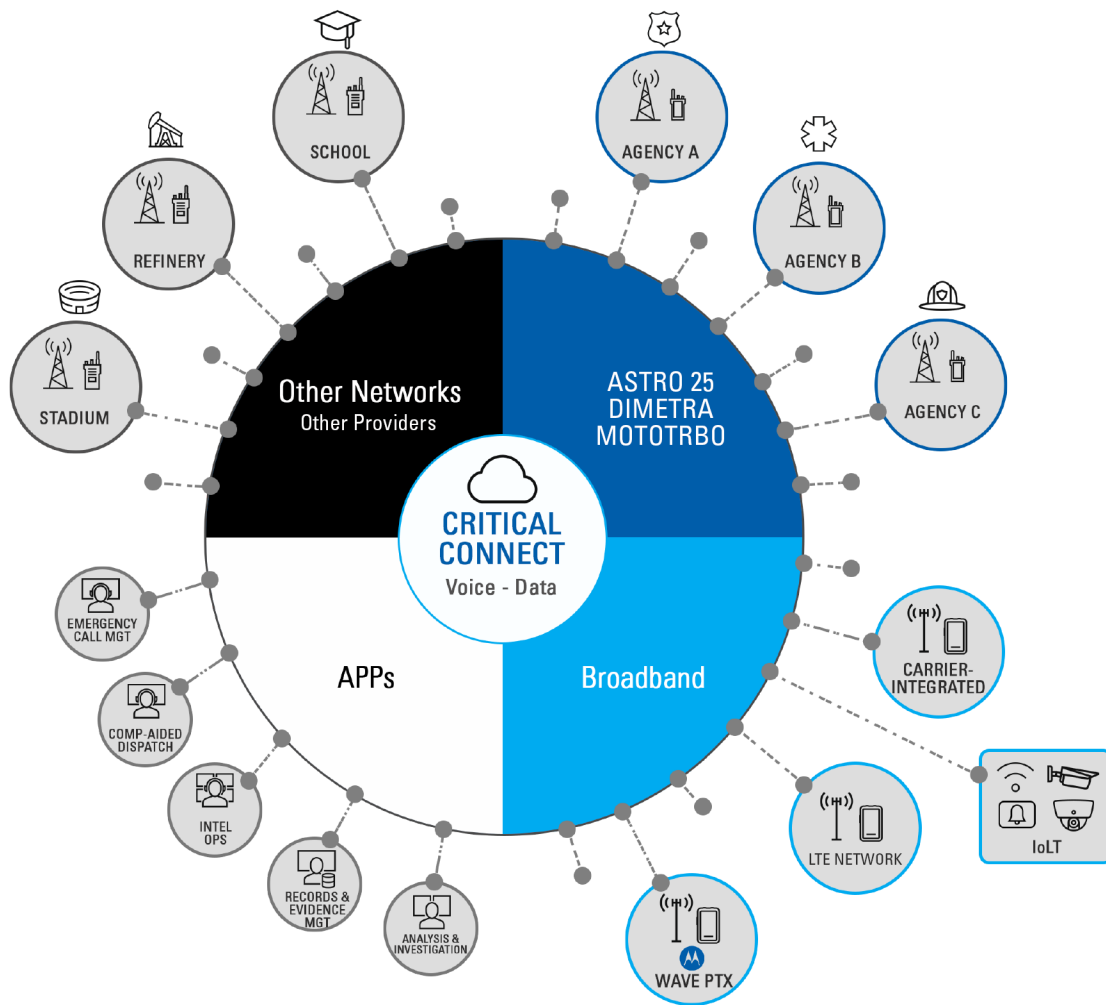 SCHOOL
AGENCY A
REFINERY
AGENCY B
STADIUM
AGENCY C
Other Networks
Other Providers
ASTRO 25
DIMETRA
MOTOTRBO
CRITICAL
CONNECT
Voice - Data
APPs
Broadband
EMERGENCY
CALL MGT
COMP-AIDED
DISPATCH
INTEL
OPS
RECORDS &
EVIDENCE
MGT
ANALYSIS &
INVESTIGATION
CARRIER-
INTEGRATED
IoLT
LTE NETWORK
WAVE PTX